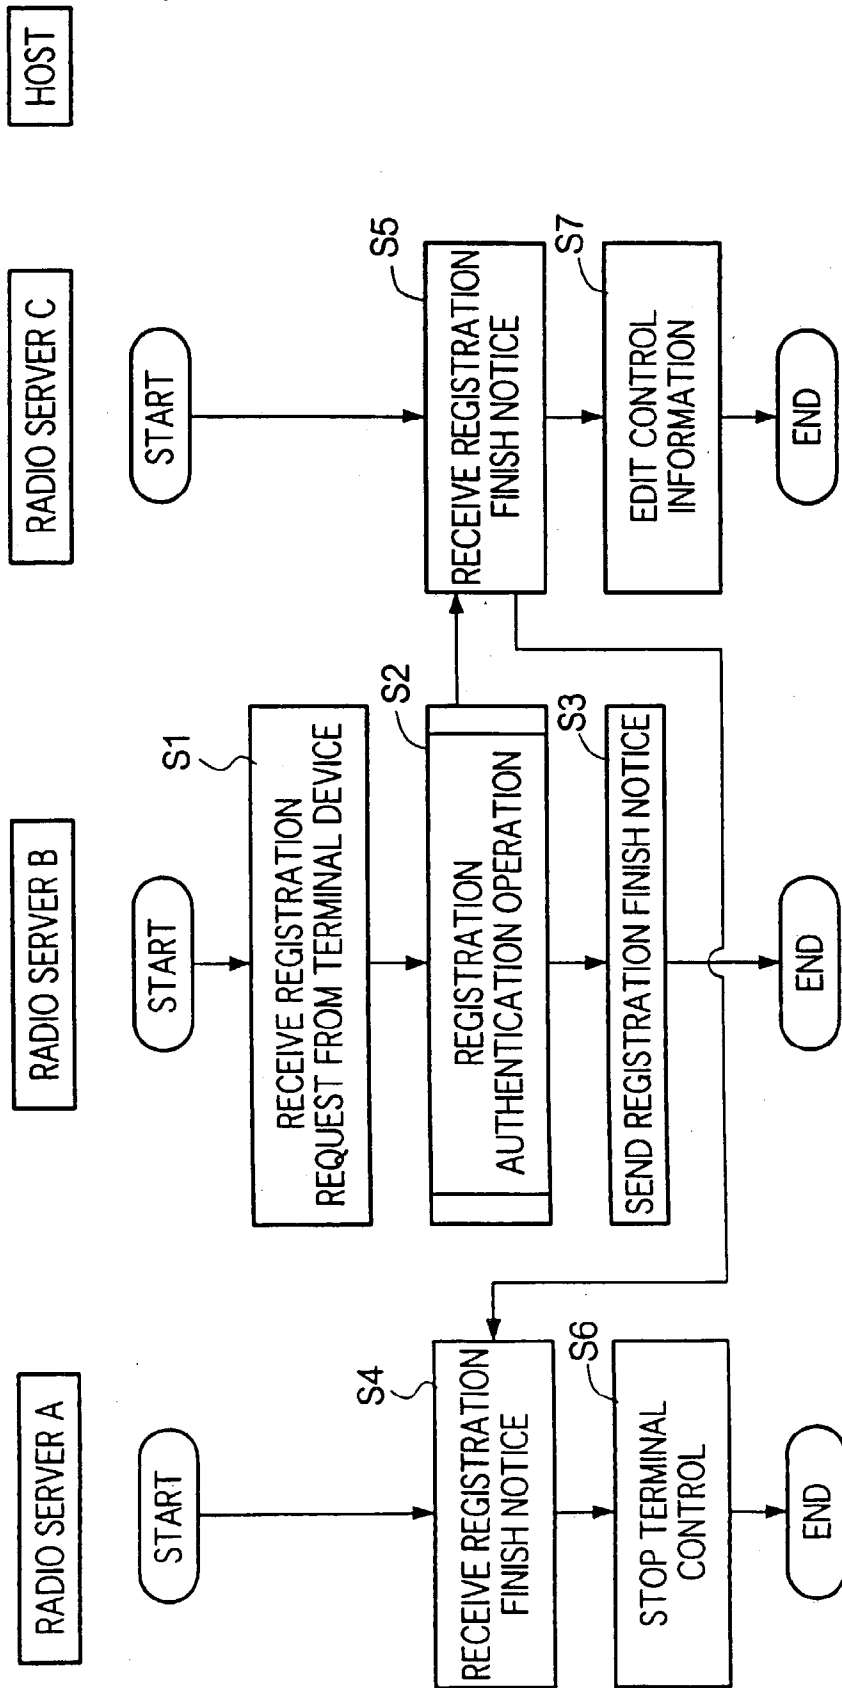 RADIO SERVER A
RADIO SERVER B
RADIO SERVER C
HOST
START
START
START
S1
RECEIVE REGISTRATION
REQUEST FROM TERMINAL DEVICE
S4
RECEIVE REGISTRATION
FINISH NOTICE
S2
REGISTRATION
AUTHENTICATION OPERATION
S5
RECEIVE REGISTRATION
FINISH NOTICE
S6
STOP TERMINAL
CONTROL
S3
SEND REGISTRATION FINISH NOTICE
S7
EDIT CONTROL
INFORMATION
END
END
END